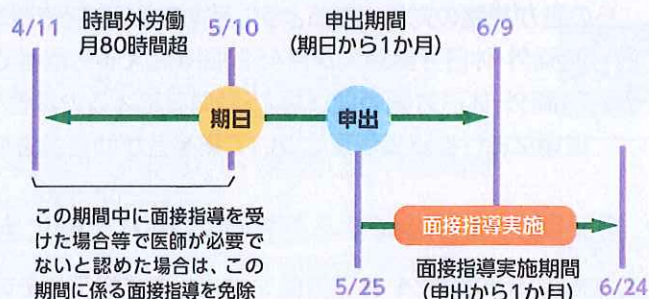 4/11
時間外労働
月80時間超
5/10
申出期間
(期日から1か月)
6/9
期日
申出
この期間中に面接指導を受
けた場合等で医師が必要で
ないと認めた場合は、この
期間に係る面接指導を免除
面接指導実施
5/25
面接指導実施期間
(申出から1か月)
6/24